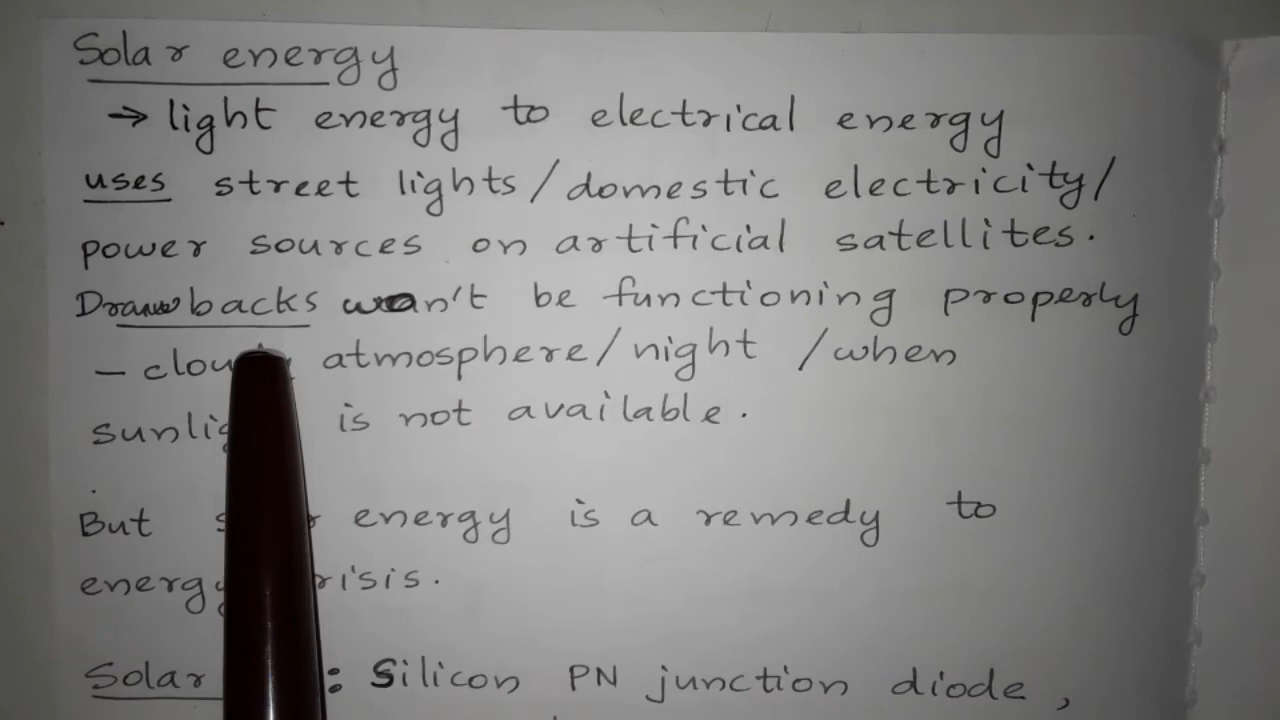 Solar energy
→ light energy to electrical energy
uses street lights/domestic electricity/
power sources on artificial satellites.
Drawbacks won't be functioning properly
- atmosphere/night /when
is not available.
But energy is a remedy to
energy
Solar : Silicon PN junction diode,